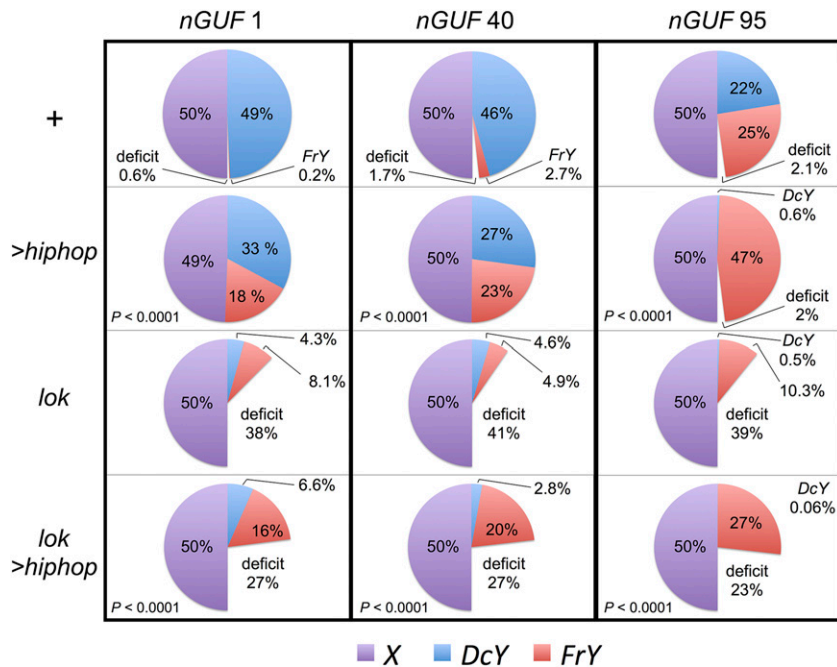 nGUF 1 nGUF 40 nGUF 95
+
50% 49%
deficit 0.6%
FrY 0.2%
50% 46%
deficit 1.7%
FrY 2.7%
50% 22% 25%
deficit 2.1%
>hiphop
49% 33 % 18 %
P < 0.0001
50% 27% 23%
P < 0.0001
DcY 0.6%
50% 47%
deficit 2%
P < 0.0001
lok
4.3%
8.1%
50%
deficit 38%
4.6%
4.9%
50%
deficit 41%
DcY 0.5%
10.3%
50%
deficit 39%
lok
>hiphop
6.6%
50% 16%
deficit 27%
P < 0.0001
2.8%
50% 20%
deficit 27%
P < 0.0001
DcY 0.06%
50% 27%
deficit 23%
P < 0.0001
X DcY FrY